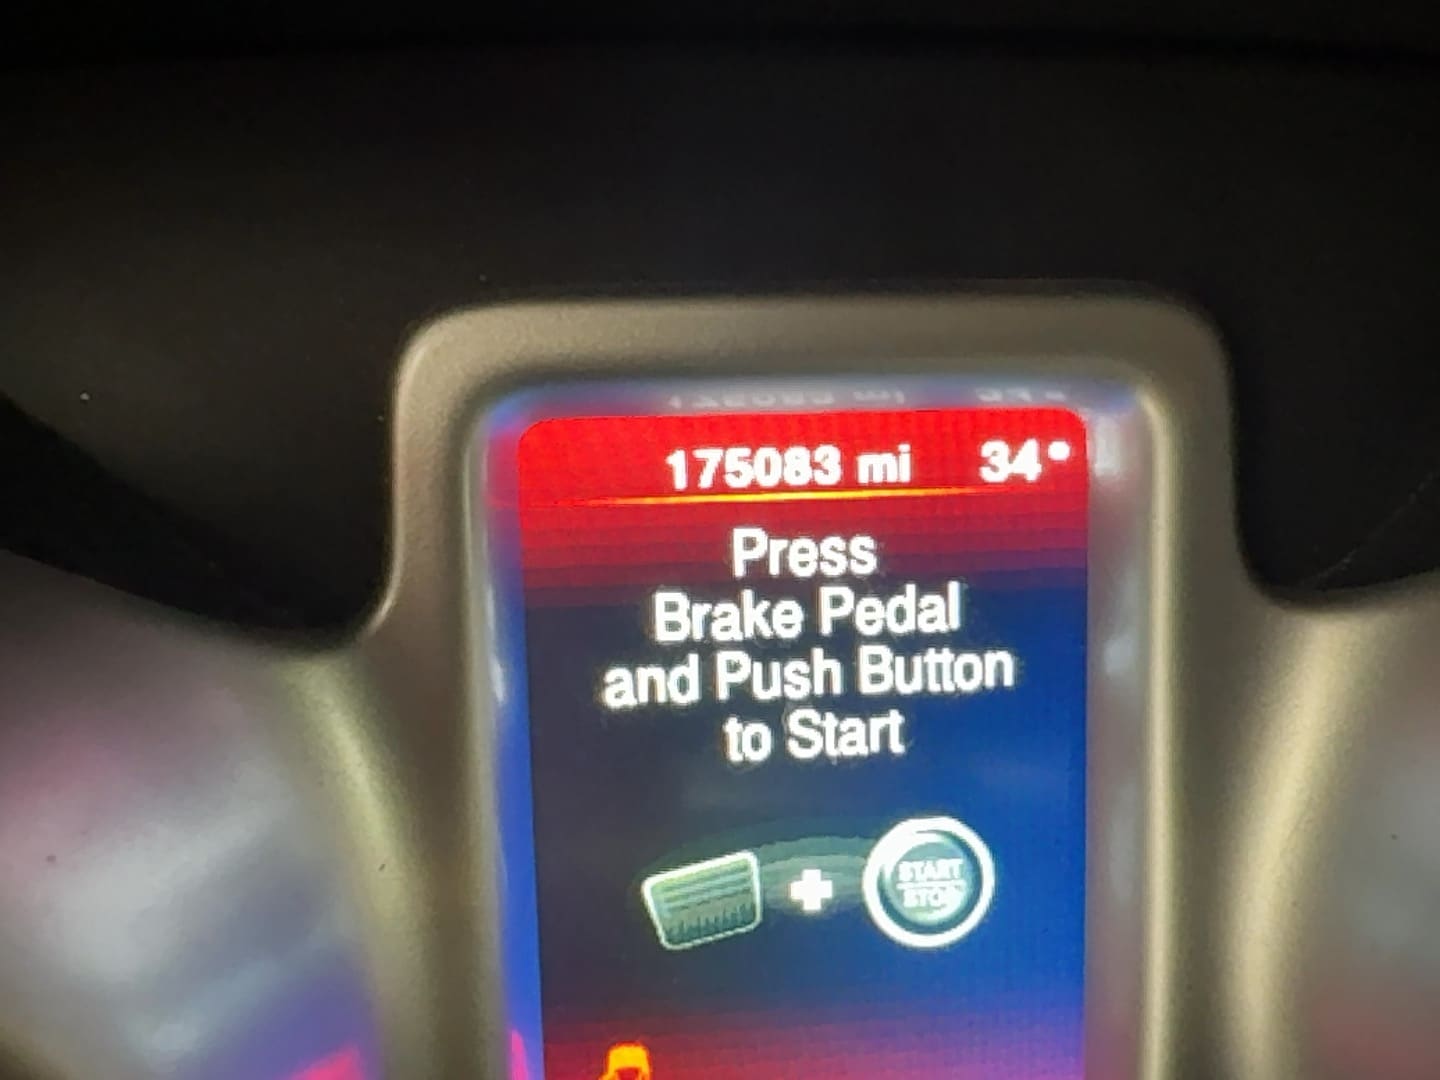 175083 mi 34°
Press
Brake Pedal
and Push Button
to Start
START
STOP